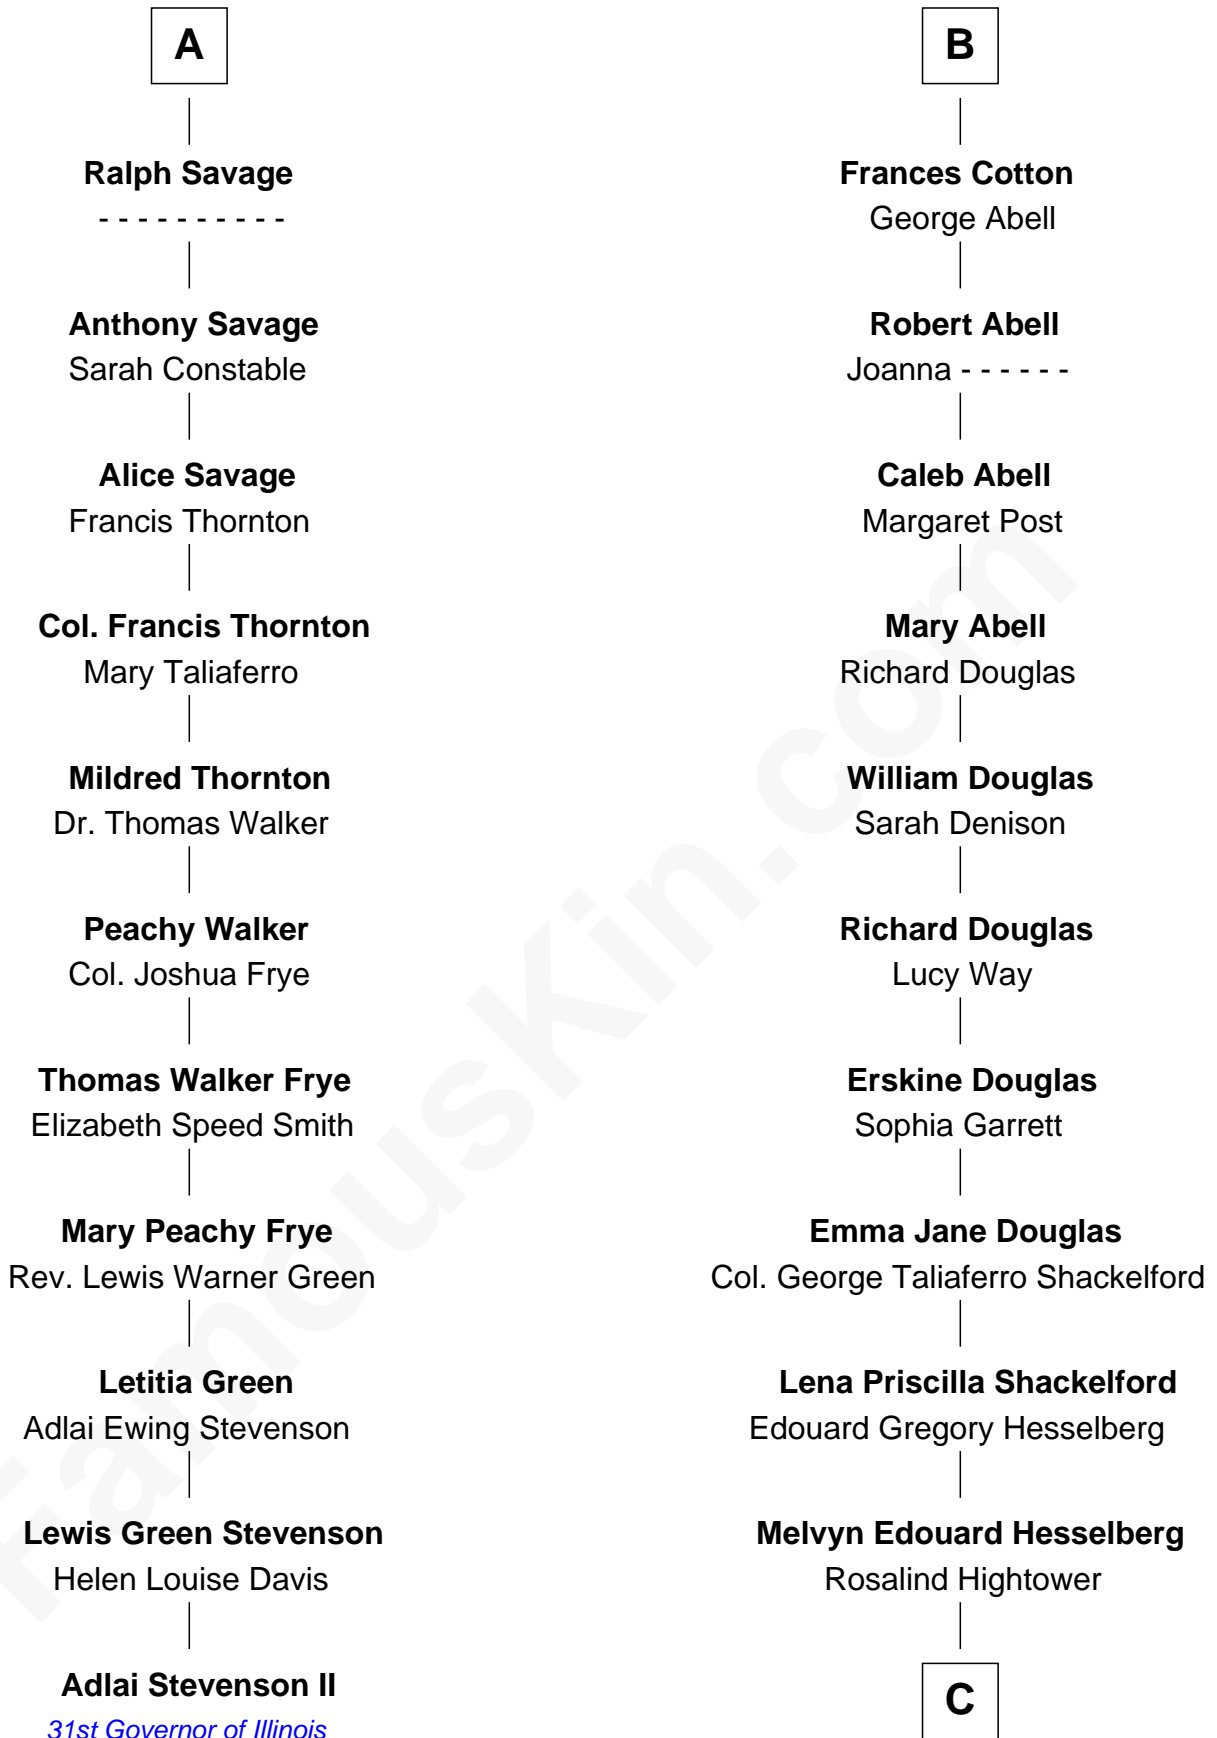 A
Ralph Savage
- - - - - - - - - -
Anthony Savage
Sarah Constable
Alice Savage
Francis Thornton
Col. Francis Thornton
Mary Taliaferro
Mildred Thornton
Dr. Thomas Walker
Peachy Walker
Col. Joshua Frye
Thomas Walker Frye
Elizabeth Speed Smith
Mary Peachy Frye
Rev. Lewis Warner Green
Letitia Green
Adlai Ewing Stevenson
Lewis Green Stevenson
Helen Louise Davis
Adlai Stevenson II
31st Governor of Illinois
B
Frances Cotton
George Abell
Robert Abell
Joanna - - - - - -
Caleb Abell
Margaret Post
Mary Abell
Richard Douglas
William Douglas
Sarah Denison
Richard Douglas
Lucy Way
Erskine Douglas
Sophia Garrett
Emma Jane Douglas
Col. George Taliaferro Shackelford
Lena Priscilla Shackelford
Edouard Gregory Hesselberg
Melvyn Edouard Hesselberg
Rosalind Hightower
C
FamousKin.com